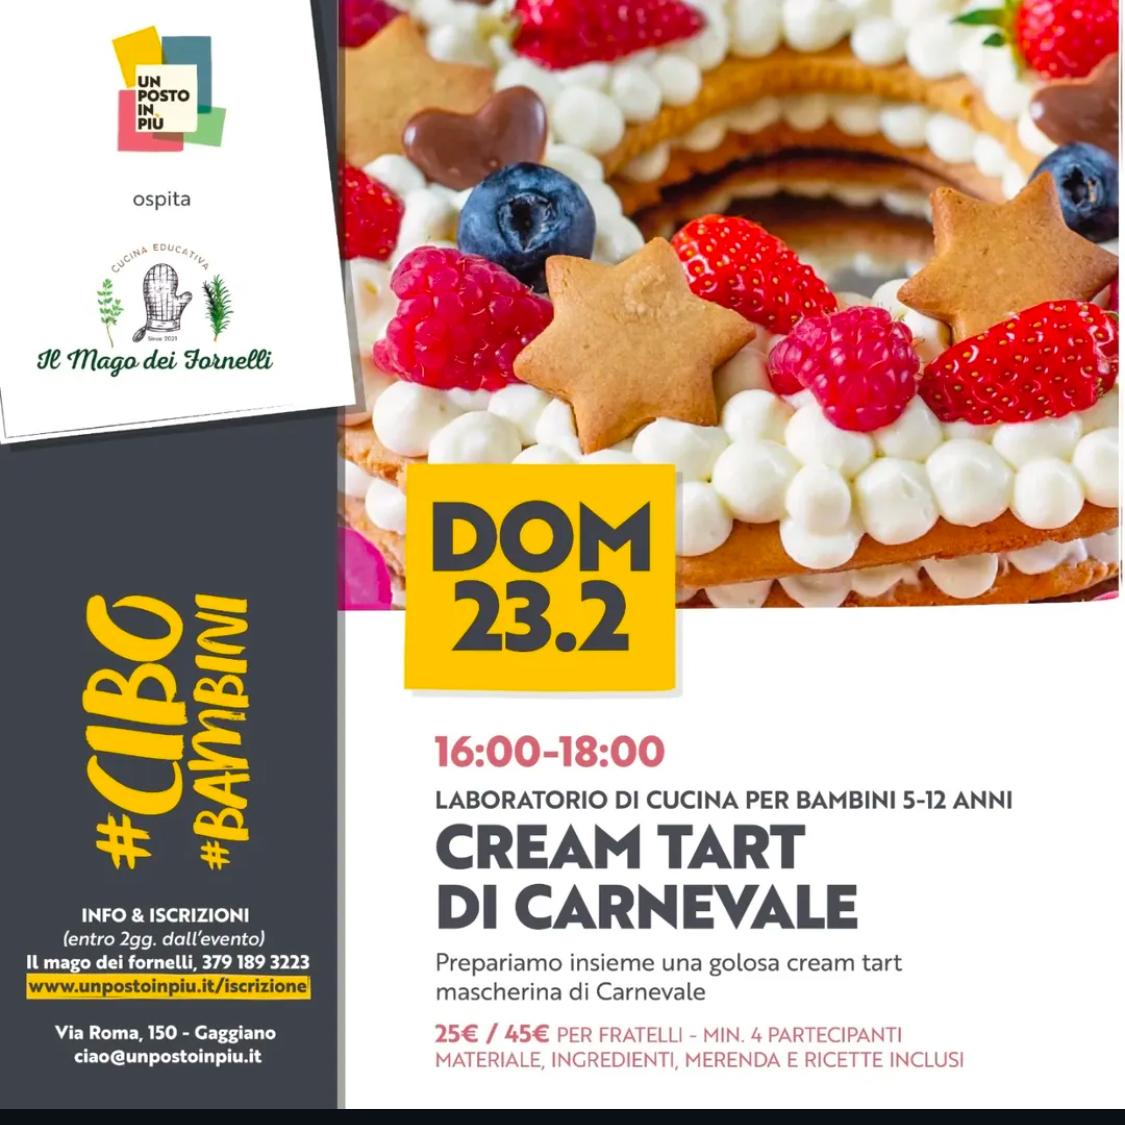 UN
POSTO
IN
PIÙ
ospita
CUCINA EDUCATIVA
Since 2021
Il Mago dei Fornelli
DOM
23.2
#CIBO
#BAMBINI
INFO & ISCRIZIONI
(entro 2gg. dall'evento)
Il mago dei fornelli, 379 189 3223
www.unpostoinpiu.it/iscrizione
Via Roma, 150 - Gaggiano
ciao@unpostoinpiu.it
16:00-18:00
LABORATORIO DI CUCINA PER BAMBINI 5-12 ANNI
CREAM TART
DI CARNEVALE
Prepariamo insieme una golosa cream tart
mascherina di Carnevale
25€ / 45€ PER FRATELLI - MIN. 4 PARTECIPANTI
MATERIALE, INGREDIENTI, MERENDA E RICETTE INCLUSI